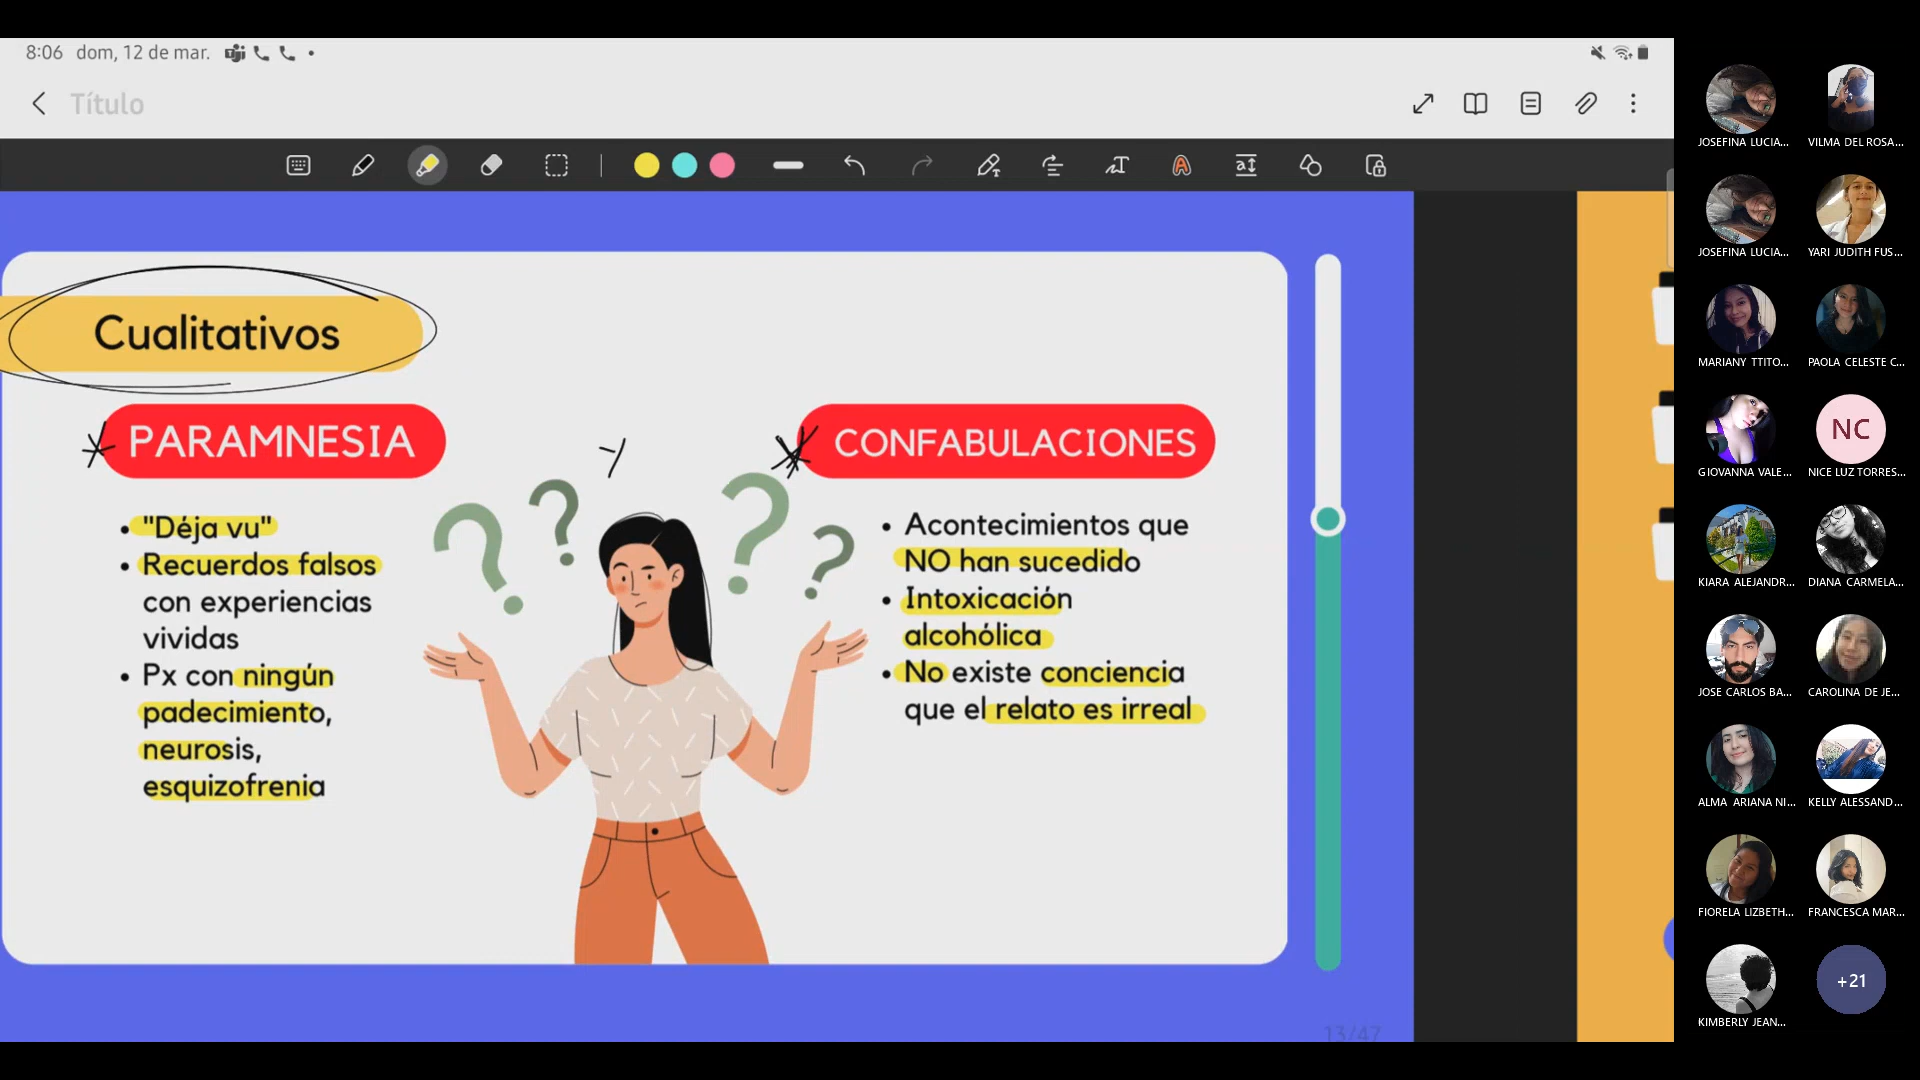 8:06 dom, 12 de mar.
Título
Cualitativos
PARAMNESIA
CONFABULACIONES
• "Déja vu"
• Recuerdos falsos
con experiencias
vividas
• Px con ningún
padecimiento,
neurosis,
esquizofrenia
• Acontecimientos que
NO han sucedido
• Intoxicación
alcohólica
• No existe conciencia
que el relato es irreal
13/47
JOSEFINA LUCIA...
VILMA DEL ROSA...
JOSEFINA LUCIA...
YARI JUDITH FUS...
MARIANY TTITO...
PAOLA CELESTE C...
GIOVANNA VALE...
NC
NICE LUZ TORRES...
KIARA ALEJANDR...
DIANA CARMELA...
JOSE CARLOS BA...
CAROLINA DE JE...
ALMA ARIANA NI...
KELLY ALESSAND...
FIORELA LIZBETH...
FRANCESCA MAR...
KIMBERLY JEAN...
+21